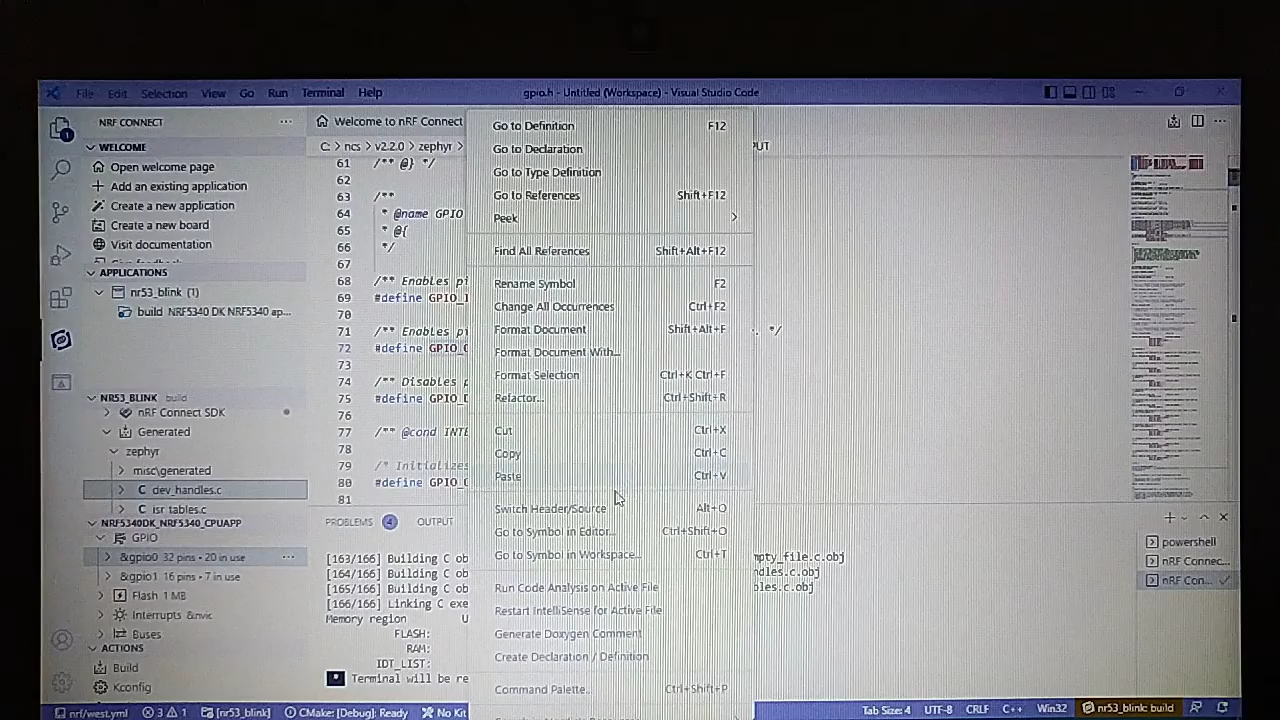 File Edit Selection View Go Run Terminal Help
gpio.h - Untitled (Workspace) - Visual Studio Code
NRF CONNECT
WELCOME
Open welcome page
Add an existing application
Create a new application
Create a new board
Visit documentation
APPLICATIONS
nr53_blink (1)
build NRF5340 DK NRF5340 ap...
NR53_BLINK build
nRF Connect SDK
Generated
zephyr
misc\generated
C dev_handles.c
C isr_tables.c
NRF5340DK_NRF5340_CPUAPP
GPIO
&gpio0 32 pins • 20 in use
&gpio1 16 pins • 7 in use
Flash 1 MB
Interrupts &nvic
Buses
ACTIONS
Build
Kconfig
Welcome to nRF Connect
C: > ncs > v2.2.0 > zephyr >
PUT
61 /** @} */
62
63 /**
64 * @name GPIO
65 * @{
66 */
67
68 /** Enables p
69 #define GPIO_
70
71 /** Enables p */
72 #define GPIO_
73
74 /** Disables
75 #define GPIO_
76
77 /** @cond INT
78
79 /* Initializes
80 #define GPIO_
81
Go to Definition F12
Go to Declaration
Go to Type Definition
Go to References Shift+F12
Peek
Find All References Shift+Alt+F12
Rename Symbol F2
Change All Occurrences Ctrl+F2
Format Document Shift+Alt+F
Format Document With...
Format Selection Ctrl+K Ctrl+F
Refactor... Ctrl+Shift+R
Cut Ctrl+X
Copy Ctrl+C
Paste Ctrl+V
Switch Header/Source Alt+O
Go to Symbol in Editor... Ctrl+Shift+O
Go to Symbol in Workspace... Ctrl+T
Run Code Analysis on Active File
Restart IntelliSense for Active File
Generate Doxygen Comment
Create Declaration / Definition
Command Palette... Ctrl+Shift+P
PROBLEMS 4 OUTPUT
[163/166] Building C ob mpty_file.c.obj
[164/166] Building C ob ndles.c.obj
[165/166] Building C ob bles.c.obj
[166/166] Linking C exe
Memory region U
FLASH:
RAM:
IDT_LIST:
Terminal will be re
powershell
nRF Connec...
nRF Con...
nrf/west.yml 3 1 [nr53_blink] CMake: [Debug]: Ready No Kit
Tab Size: 4 UTF-8 CRLF C++ Win32 nr53_blink: build